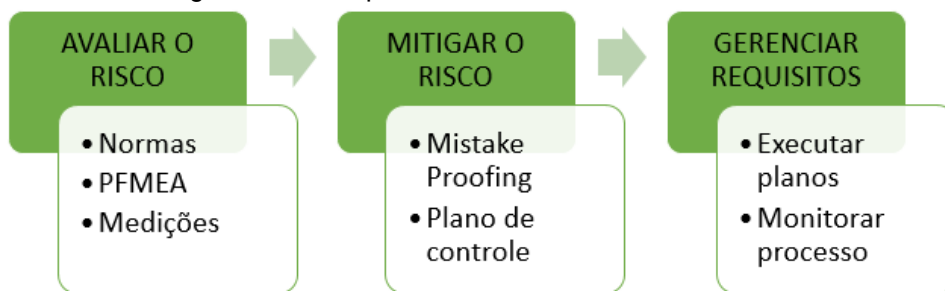 AVALIAR O
RISCO
• Normas
• PFMEA
• Medições
MITIGAR O
RISCO
• Mistake
Proofing
• Plano de
controle
GERENCIAR
REQUISITOS
• Executar
planos
• Monitorar
processo